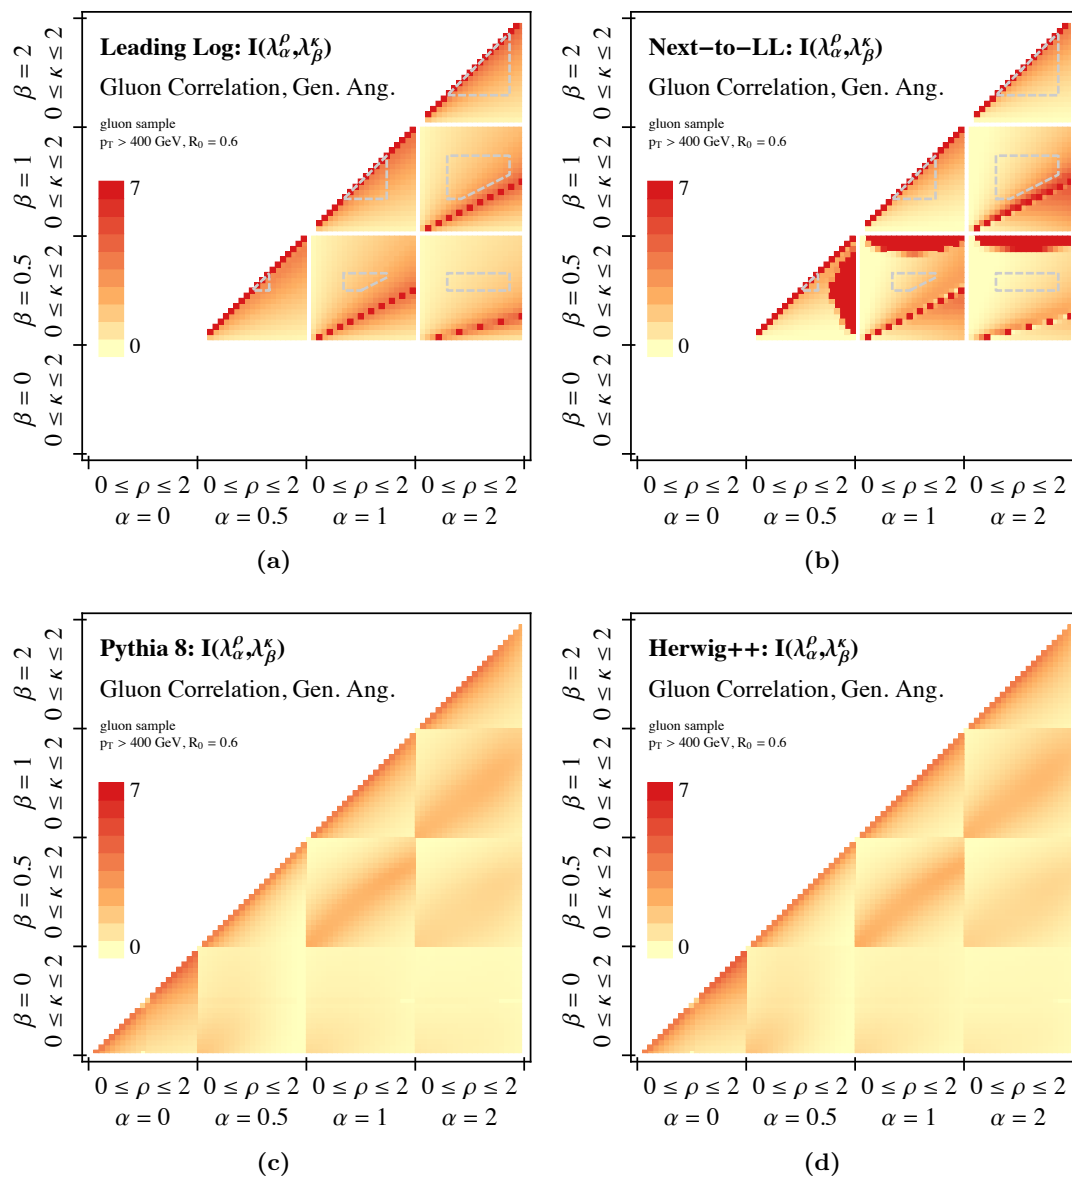 Leading Log: I(λ_α^ρ,λ_β^κ)
Gluon Correlation, Gen. Ang.
gluon sample
p_T > 400 GeV, R_0 = 0.6
7
0
β = 2
0 ≤ κ ≤ 2
β = 1
0 ≤ κ ≤ 2
β = 0.5
0 ≤ κ ≤ 2
β = 0
0 ≤ κ ≤ 2
0 ≤ ρ ≤ 2 0 ≤ ρ ≤ 2 0 ≤ ρ ≤ 2 0 ≤ ρ ≤ 2
α = 0 α = 0.5 α = 1 α = 2
(a)
Next−to−LL: I(λ_α^ρ,λ_β^κ)
Gluon Correlation, Gen. Ang.
gluon sample
p_T > 400 GeV, R_0 = 0.6
7
0
β = 2
0 ≤ κ ≤ 2
β = 1
0 ≤ κ ≤ 2
β = 0.5
0 ≤ κ ≤ 2
β = 0
0 ≤ κ ≤ 2
0 ≤ ρ ≤ 2 0 ≤ ρ ≤ 2 0 ≤ ρ ≤ 2 0 ≤ ρ ≤ 2
α = 0 α = 0.5 α = 1 α = 2
(b)
Pythia 8: I(λ_α^ρ,λ_β^κ)
Gluon Correlation, Gen. Ang.
gluon sample
p_T > 400 GeV, R_0 = 0.6
7
0
β = 2
0 ≤ κ ≤ 2
β = 1
0 ≤ κ ≤ 2
β = 0.5
0 ≤ κ ≤ 2
β = 0
0 ≤ κ ≤ 2
0 ≤ ρ ≤ 2 0 ≤ ρ ≤ 2 0 ≤ ρ ≤ 2 0 ≤ ρ ≤ 2
α = 0 α = 0.5 α = 1 α = 2
(c)
Herwig++: I(λ_α^ρ,λ_β^κ)
Gluon Correlation, Gen. Ang.
gluon sample
p_T > 400 GeV, R_0 = 0.6
7
0
β = 2
0 ≤ κ ≤ 2
β = 1
0 ≤ κ ≤ 2
β = 0.5
0 ≤ κ ≤ 2
β = 0
0 ≤ κ ≤ 2
0 ≤ ρ ≤ 2 0 ≤ ρ ≤ 2 0 ≤ ρ ≤ 2 0 ≤ ρ ≤ 2
α = 0 α = 0.5 α = 1 α = 2
(d)